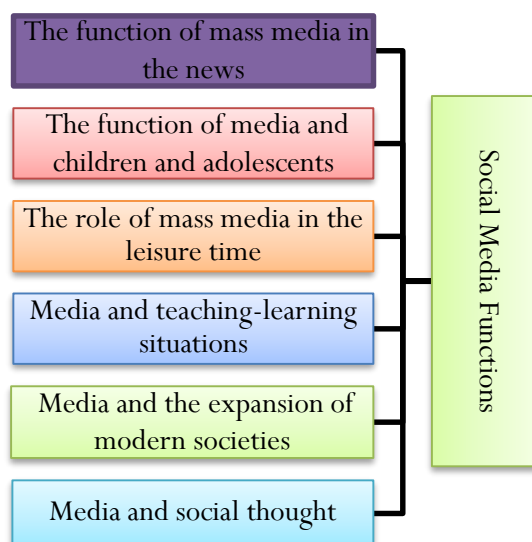 The function of mass media in
the news
The function of media and
children and adolescents
The role of mass media in the
leisure time
Media and teaching-learning
situations
Media and the expansion of
modern societies
Media and social thought
Social Media Functions